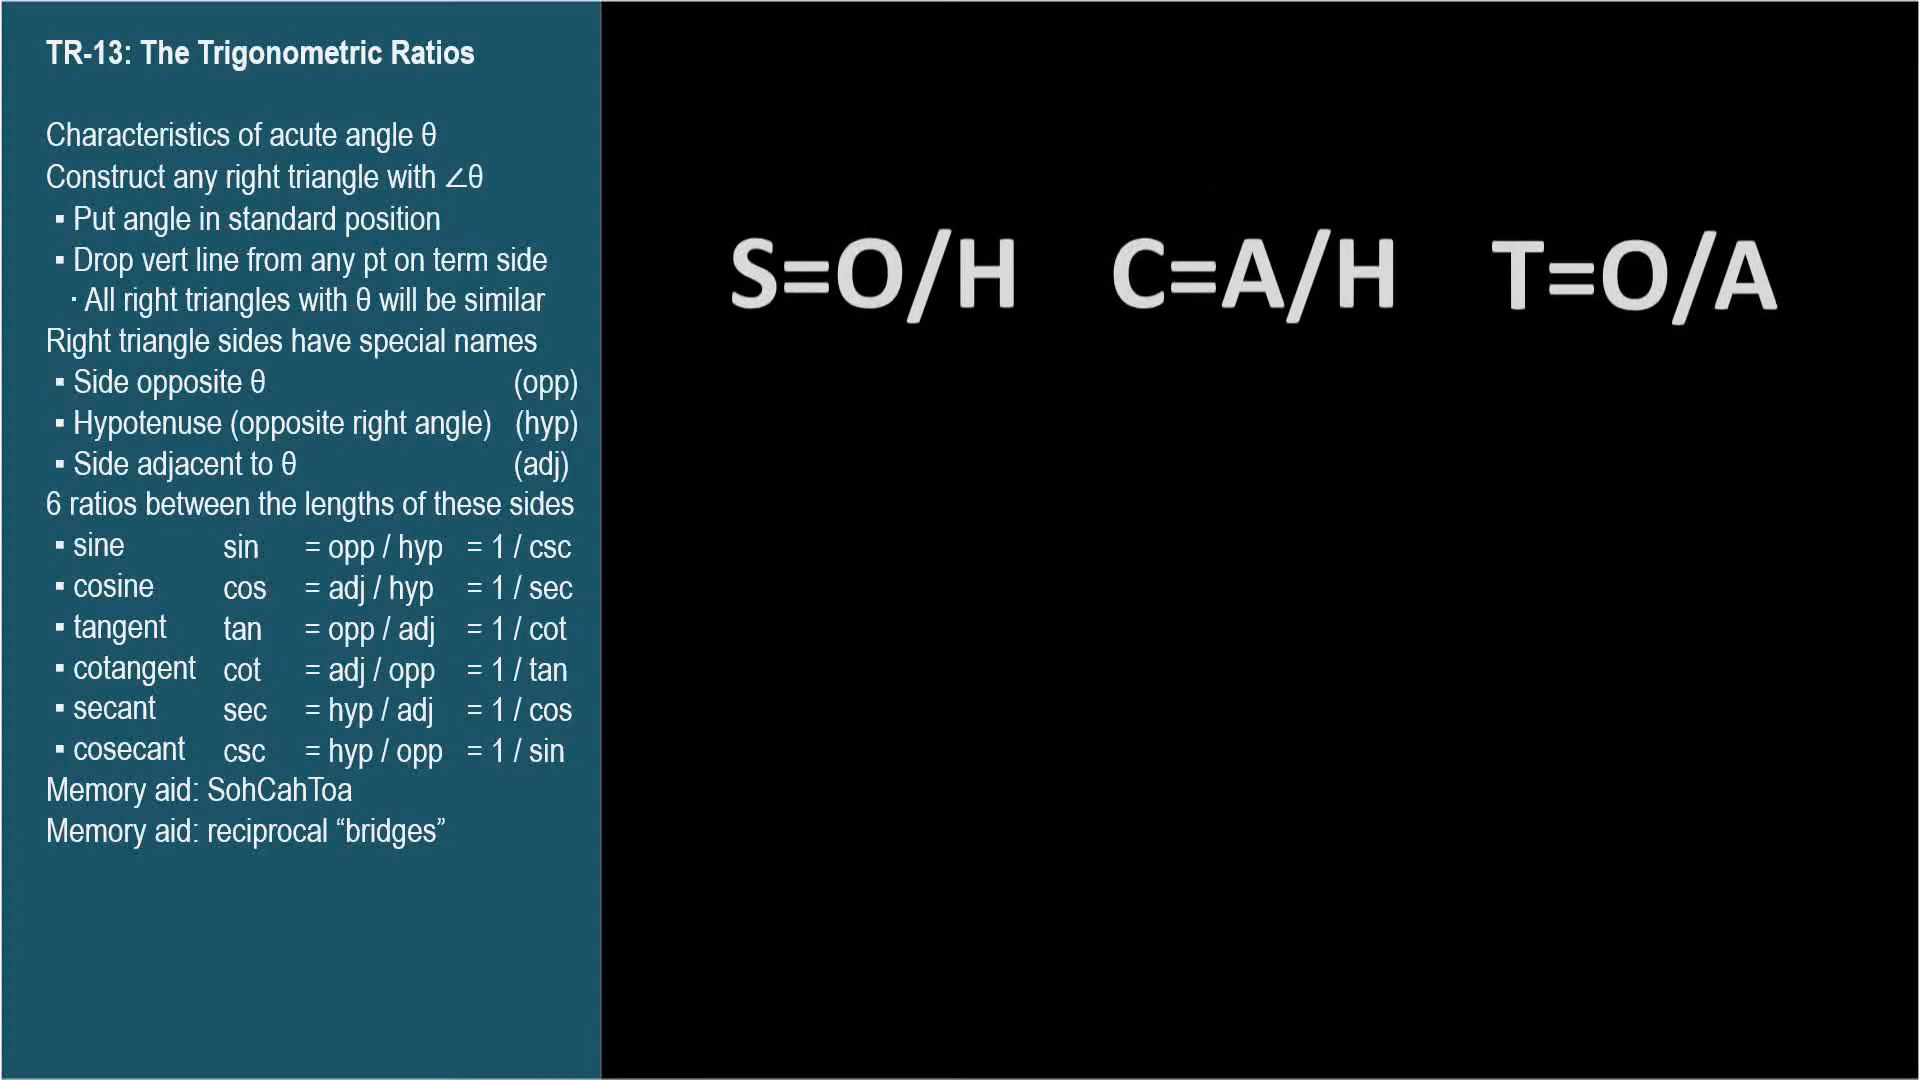 TR-13: The Trigonometric Ratios
Characteristics of acute angle θ
Construct any right triangle with ∠θ
▪ Put angle in standard position
▪ Drop vert line from any pt on term side
· All right triangles with θ will be similar
Right triangle sides have special names
▪ Side opposite θ (opp)
▪ Hypotenuse (opposite right angle) (hyp)
▪ Side adjacent to θ (adj)
6 ratios between the lengths of these sides
▪ sine sin = opp / hyp = 1 / csc
▪ cosine cos = adj / hyp = 1 / sec
▪ tangent tan = opp / adj = 1 / cot
▪ cotangent cot = adj / opp = 1 / tan
▪ secant sec = hyp / adj = 1 / cos
▪ cosecant csc = hyp / opp = 1 / sin
Memory aid: SohCahToa
Memory aid: reciprocal “bridges”
S=O/H C=A/H T=O/A